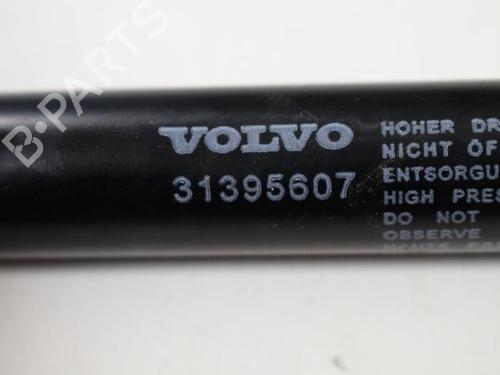 B-PARTS
VOLVO
31395607
HOHER DR
NICHT ÖF
ENTSORGU
HIGH PRES
DO NOT
OBSERVE